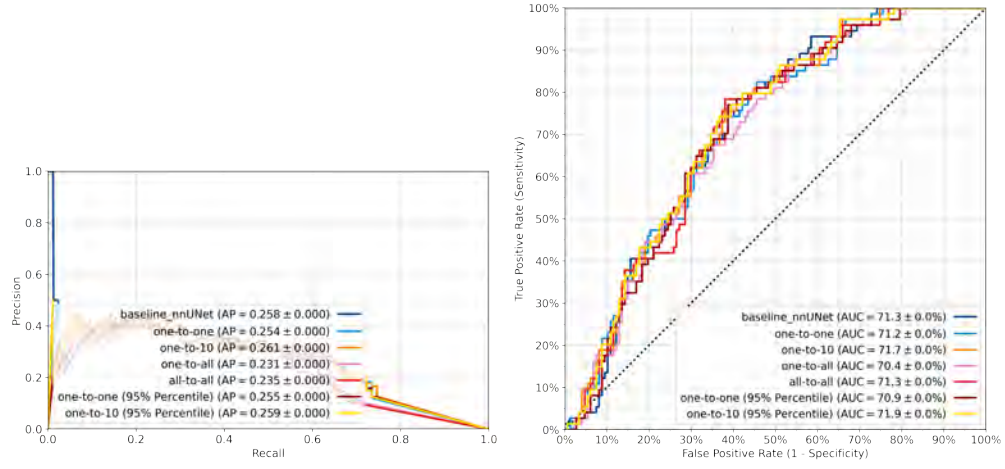 1.0
0.8
0.6
0.4
0.2
0.0
Precision
baseline_nnUNet (AP = 0.258 ± 0.000)
one-to-one (AP = 0.254 ± 0.000)
one-to-10 (AP = 0.261 ± 0.000)
one-to-all (AP = 0.231 ± 0.000)
all-to-all (AP = 0.235 ± 0.000)
one-to-one (95% Percentile) (AP = 0.255 ± 0.000)
one-to-10 (95% Percentile) (AP = 0.259 ± 0.000)
0.0 0.2 0.4 0.6 0.8 1.0
Recall
100%
90%
80%
70%
60%
50%
40%
30%
20%
10%
0%
True Positive Rate (Sensitivity)
baseline_nnUNet (AUC = 71.3 ± 0.0%)
one-to-one (AUC = 71.2 ± 0.0%)
one-to-10 (AUC = 71.7 ± 0.0%)
one-to-all (AUC = 70.4 ± 0.0%)
all-to-all (AUC = 71.3 ± 0.0%)
one-to-one (95% Percentile) (AUC = 70.9 ± 0.0%)
one-to-10 (95% Percentile) (AUC = 71.9 ± 0.0%)
0% 10% 20% 30% 40% 50% 60% 70% 80% 90% 100%
False Positive Rate (1 - Specificity)